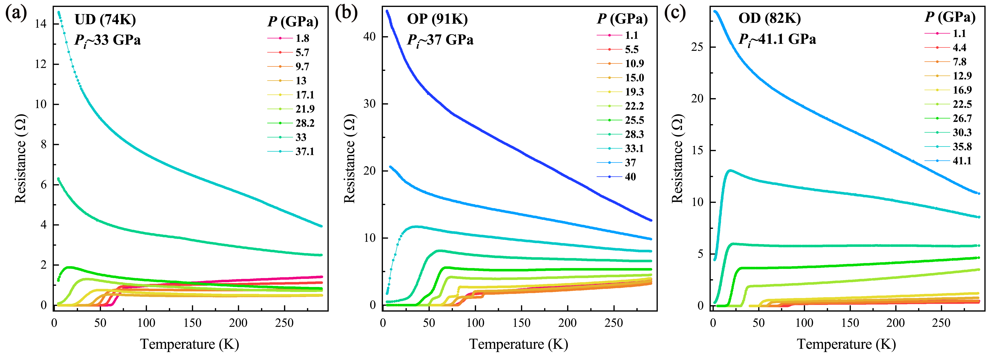 (a)
UD (74K)
Pi~33 GPa
P (GPa)
1.8
5.7
9.7
13
17.1
21.9
28.2
33
37.1
14
12
10
8
6
4
2
0
Resistance (Ω)
0 50 100 150 200 250
Temperature (K)
(b)
OP (91K)
Pi~37 GPa
P (GPa)
1.1
5.5
10.9
15.0
19.3
22.2
25.5
28.3
33.1
37
40
40
30
20
10
0
Resistance (Ω)
0 50 100 150 200 250
Temperature (K)
(c)
OD (82K)
Pi~41.1 GPa
P (GPa)
1.1
4.4
7.8
12.9
16.9
22.5
26.7
30.3
35.8
41.1
25
20
15
10
5
0
Resistance (Ω)
0 50 100 150 200 250
Temperature (K)